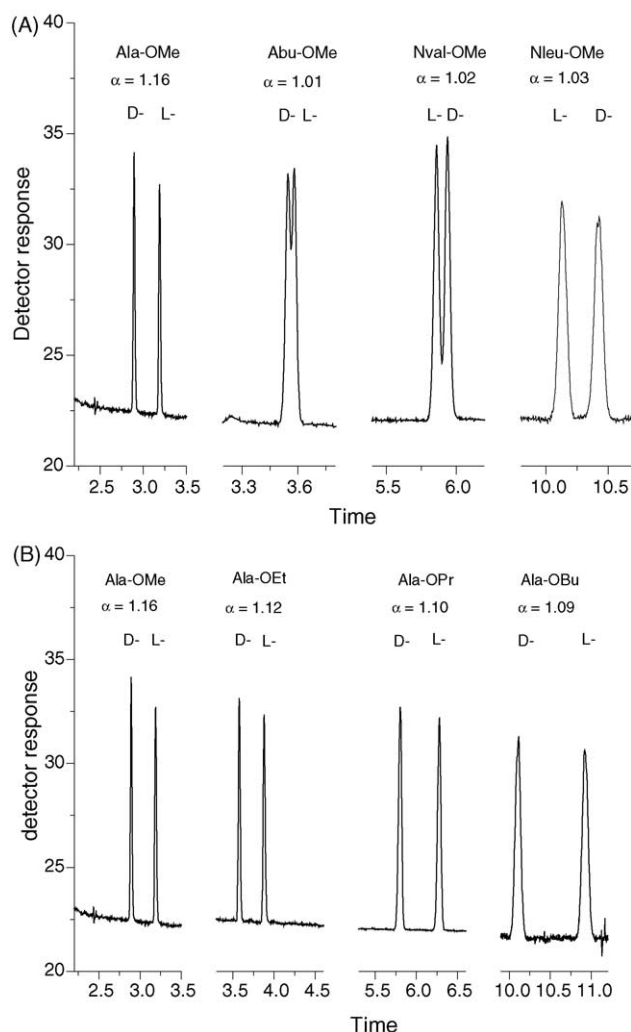 (A)
40
35
30
25
20
Detector response
Ala-OMe Abu-OMe Nval-OMe Nleu-OMe
α = 1.16 α = 1.01 α = 1.02 α = 1.03
D- L- D- L- L- D- L- D-
2.5 3.0 3.5 3.3 3.6 5.5 6.0 10.0 10.5
Time
(B)
40
35
30
25
20
detector response
Ala-OMe Ala-OEt Ala-OPr Ala-OBu
α = 1.16 α = 1.12 α = 1.10 α = 1.09
D- L- D- L- D- L- D- L-
2.5 3.0 3.5 3.5 4.0 4.5 5.5 6.0 6.5 10.0 10.5 11.0
Time